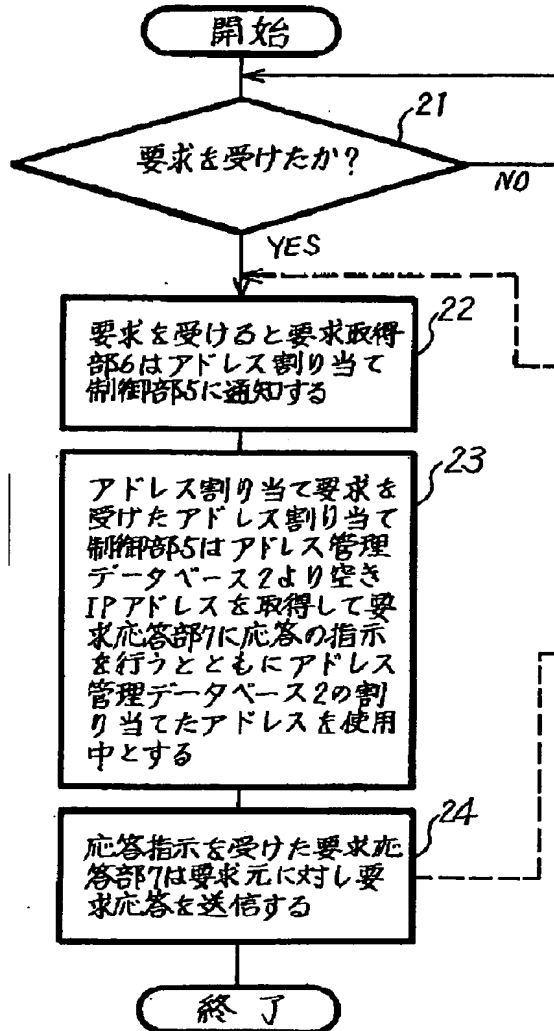 開始
21
要求を受けたか?
NO
YES
22
要求を受けると要求取得
部6はアドレス割り当て
制御部5に通知する
23
アドレス割り当て要求を
受けたアドレス割り当て
制御部5はアドレス管理
データベース2より空き
IPアドレスを取得して要
求応答部7に応答の指示
を行うとともにアドレス
管理データベース2の割
り当てたアドレスを使用
中とする
24
応答指示を受けた要求応
答部7は要求元に対し要
求応答を送信する
終了